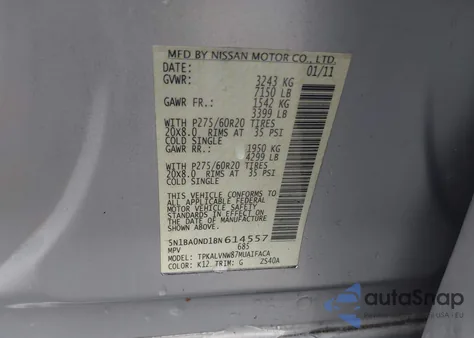 MFD BY NISSAN MOTOR CO., LTD.
DATE: 01/11
GVWR: 3243 KG
7150 LB
GAWR FR.: 1542 KG
3399 LB
WITH P275/60R20 TIRES
20X8.0 RIMS AT 35 PSI
COLD SINGLE
GAWR RR.: 1950 KG
4299 LB
WITH P275/60R20 TIRES
20X8.0 RIMS AT 35 PSI
COLD SINGLE
THIS VEHICLE CONFORMS TO
ALL APPLICABLE FEDERAL
MOTOR VEHICLE SAFETY
STANDARDS IN EFFECT ON
THE DATE OF MANUFACTURE
SHOWN ABOVE.
5N1BA0ND1BN614557
MPV 685
MODEL: TPKALVNW87MUAIFACA
COLOR: K12 TRIM: G 2540A
autoSnap